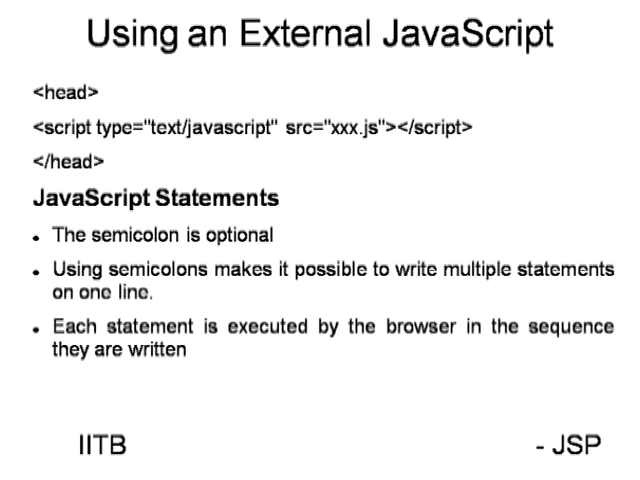 Using an External JavaScript
<head>
<script type="text/javascript" src="xxx.js"></script>
</head>
JavaScript Statements
• The semicolon is optional
• Using semicolons makes it possible to write multiple statements
on one line.
• Each statement is executed by the browser in the sequence
they are written
IITB
- JSP